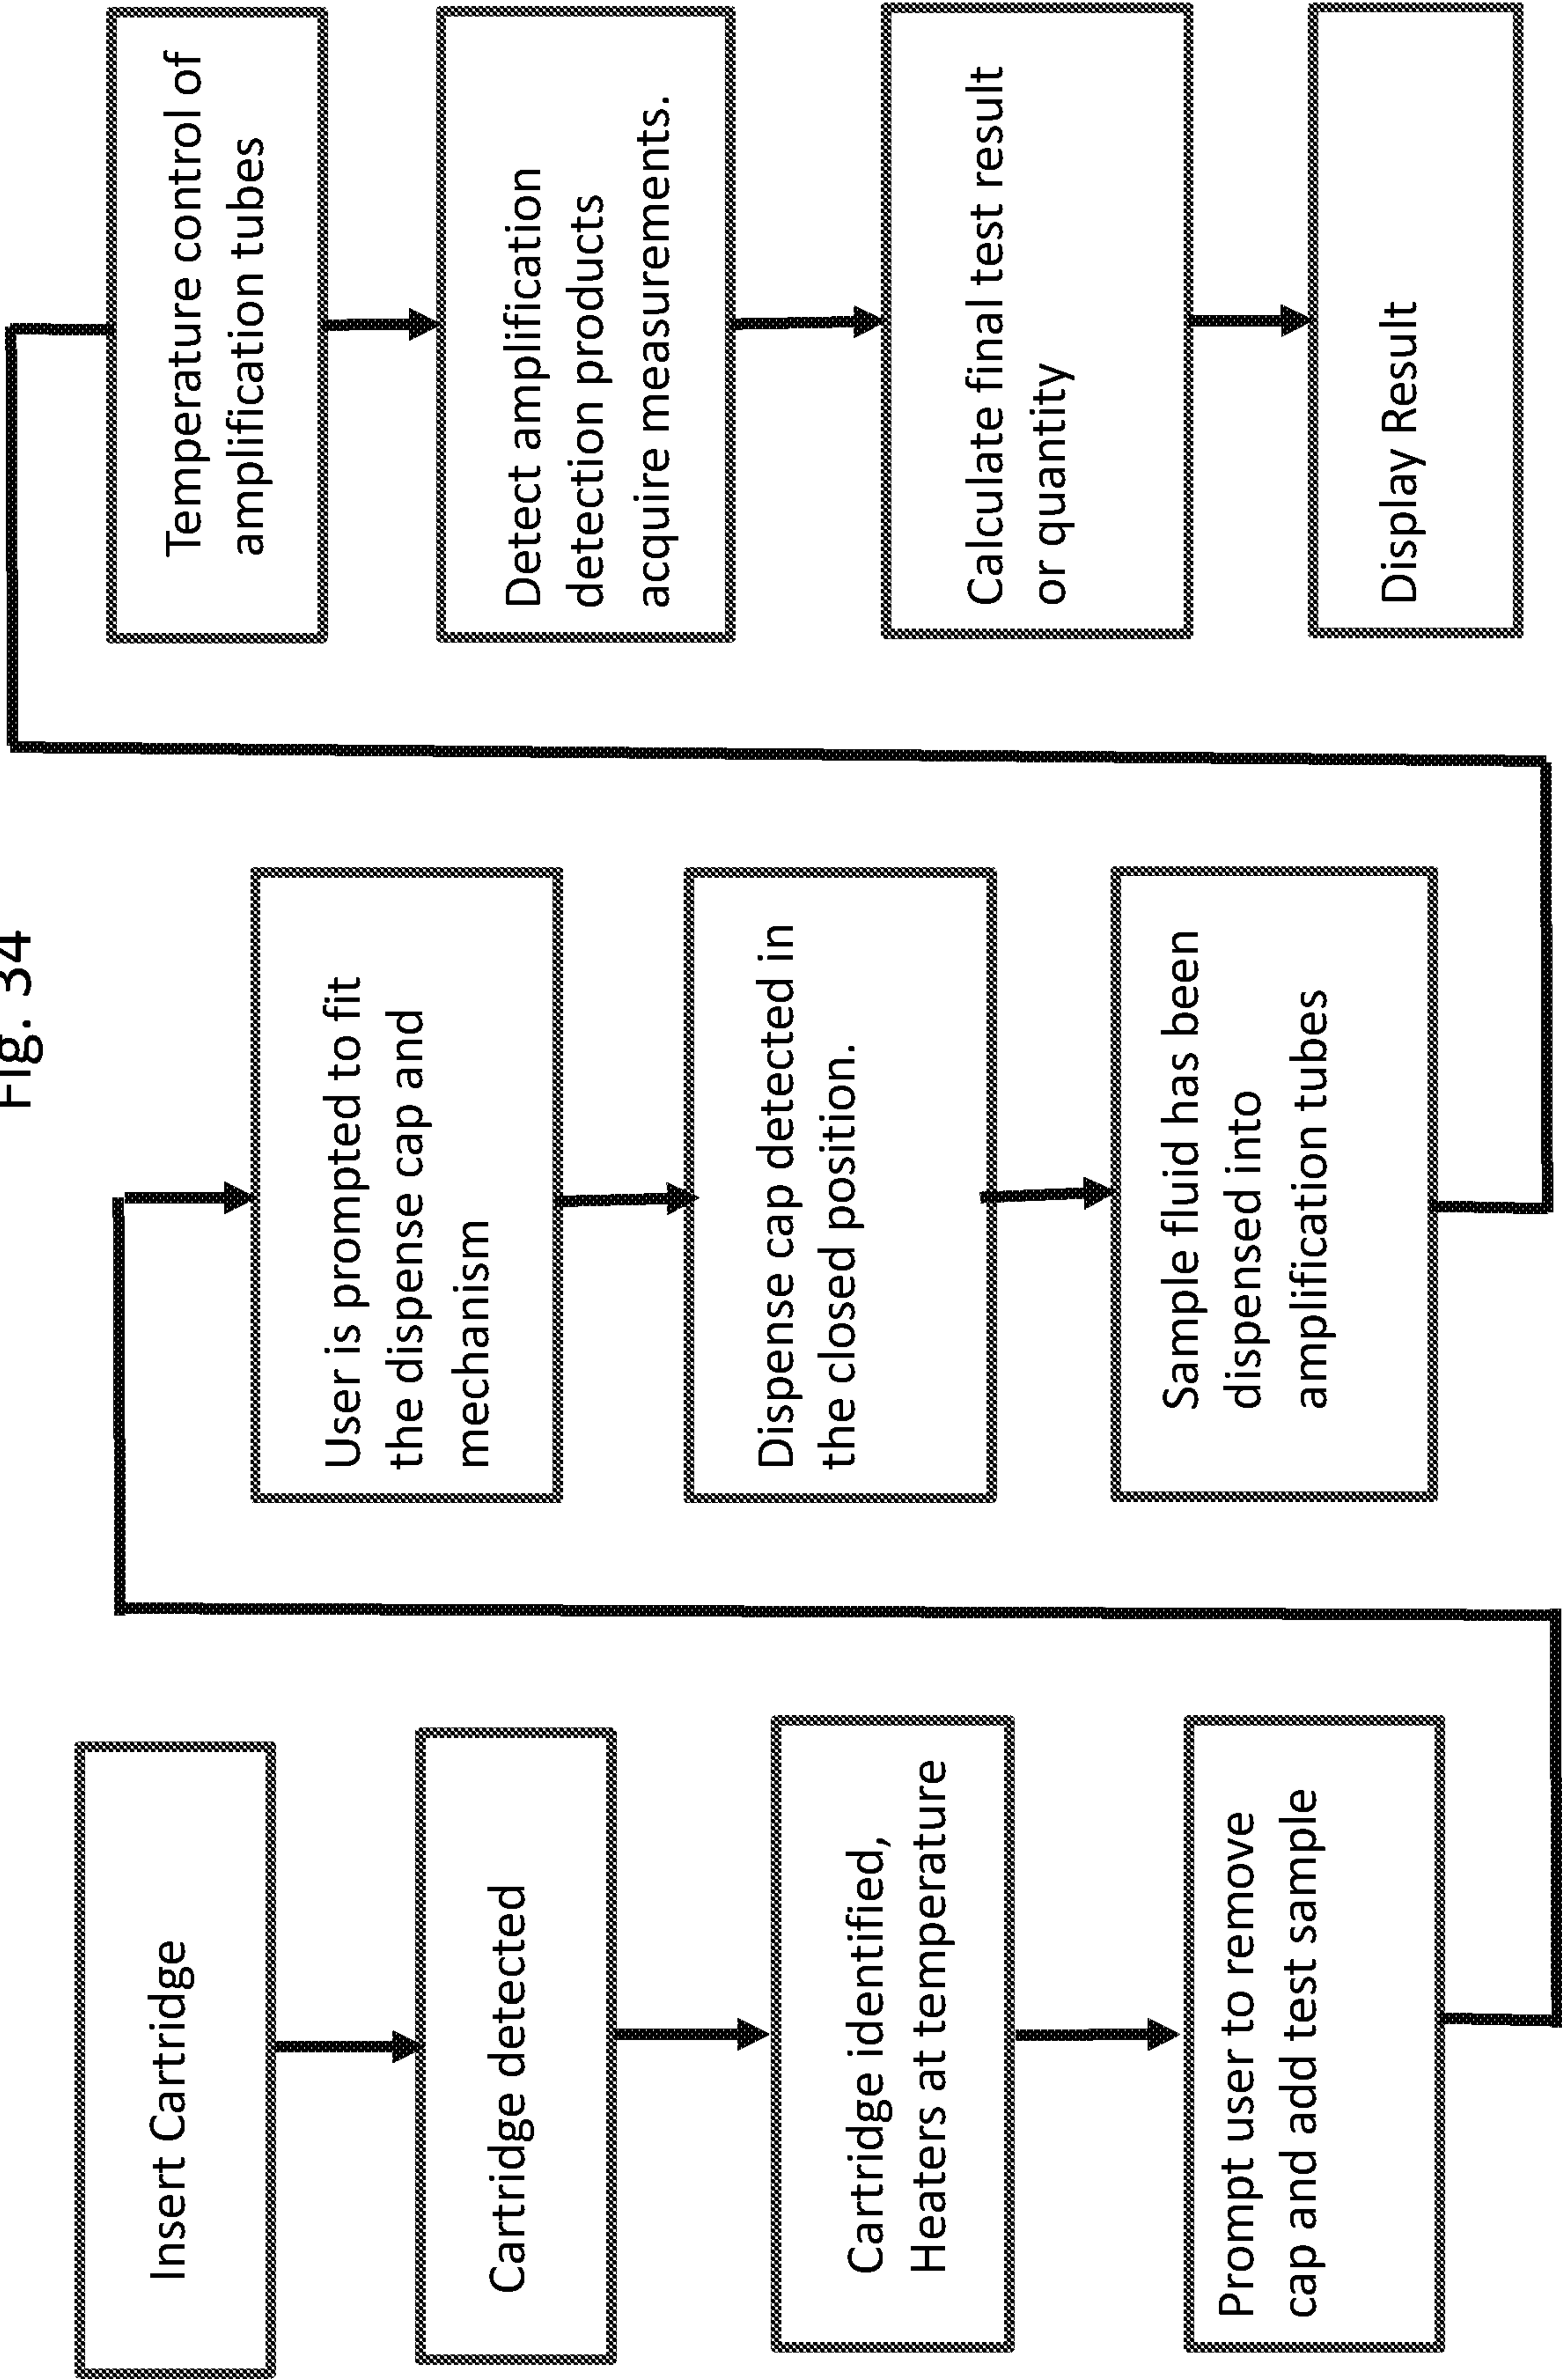 Fig. 34
Insert Cartridge
Cartridge detected
Cartridge identified,
Heaters at temperature
Prompt user to remove
cap and add test sample
User is prompted to fit
the dispense cap and
mechanism
Dispense cap detected in
the closed position.
Sample fluid has been
dispensed into
amplification tubes
Temperature control of
amplification tubes
Detect amplification
detection products
acquire measurements.
Calculate final test result
or quantity
Display Result